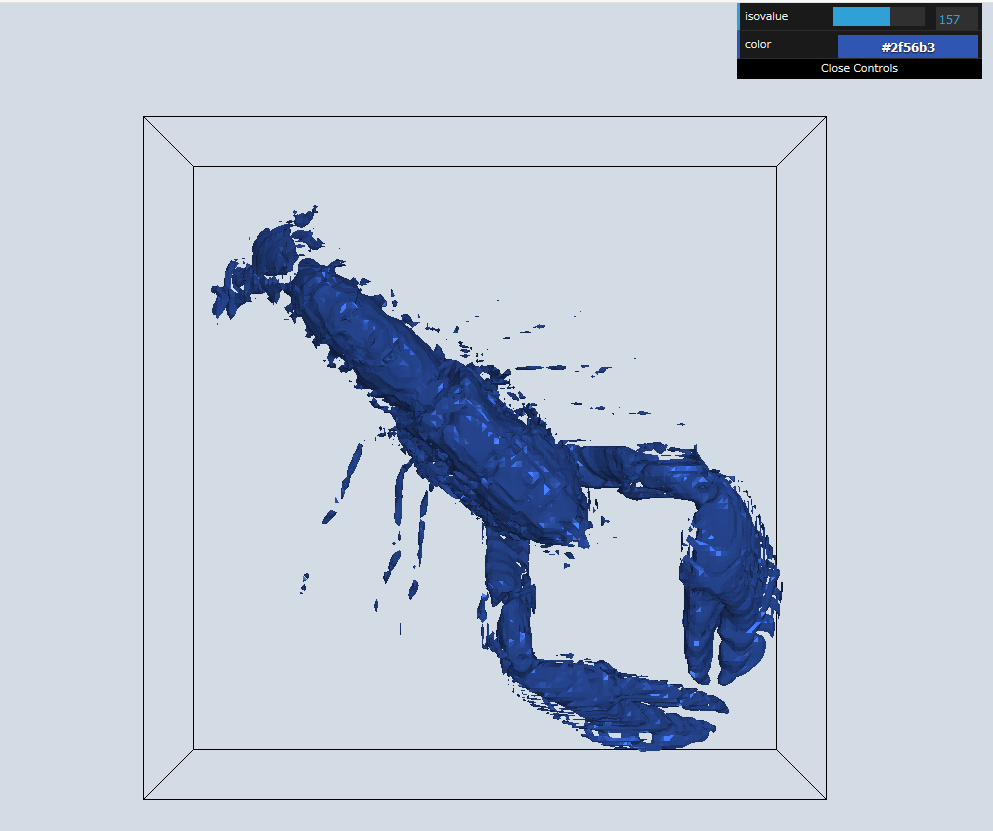 isovalue 157
color #2f56b3
Close Controls